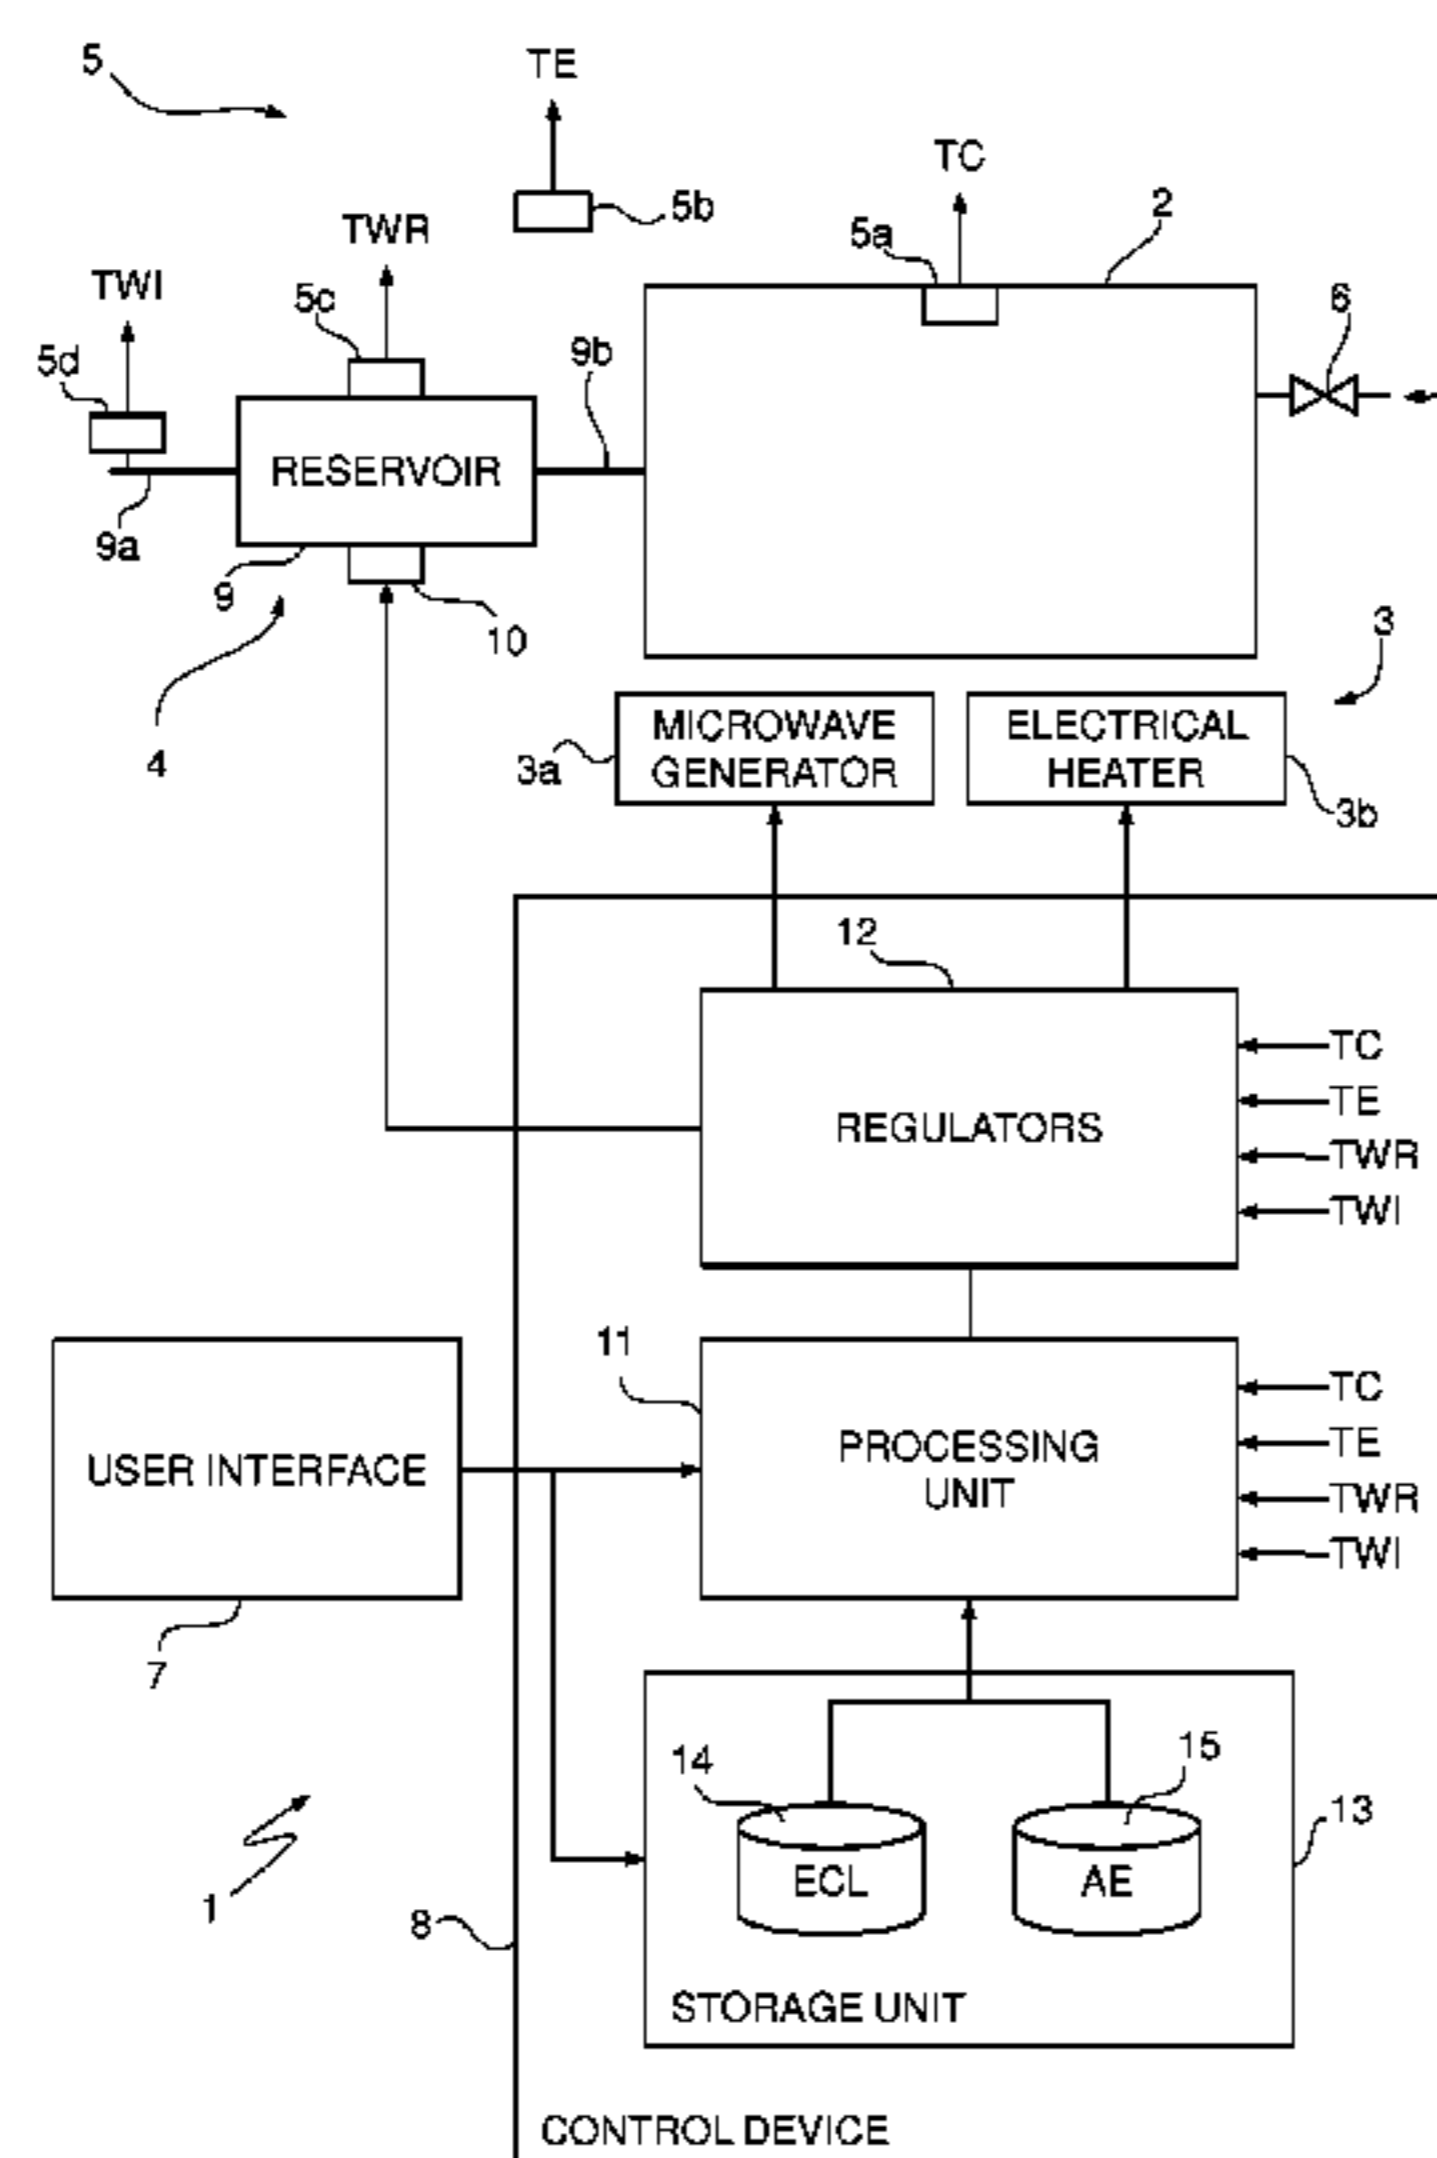 5
TE
TC
5b
2
5a
TWR
TWI
5c
6
5d
9b
RESERVOIR
9a
9
10
3
4
MICROWAVE
GENERATOR
3a
ELECTRICAL
HEATER
3b
12
REGULATORS
TC
TE
TWR
TWI
11
USER INTERFACE
PROCESSING
UNIT
TC
TE
TWR
TWI
7
14
15
13
1
8
ECL
AE
STORAGE UNIT
CONTROL DEVICE